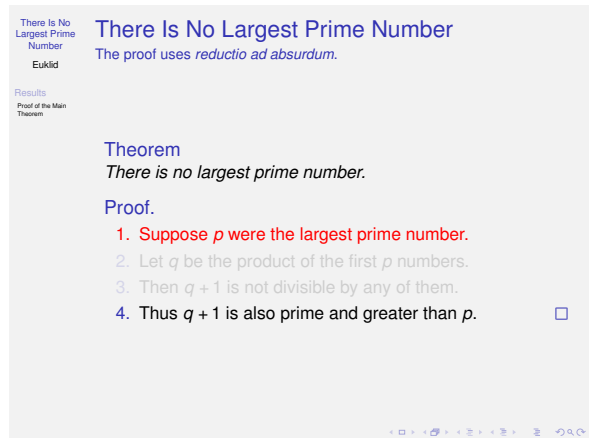 There Is No
Largest Prime
Number
Euklid
Results
Proof of the Main
Theorem
There Is No Largest Prime Number
The proof uses reductio ad absurdum.
Theorem
There is no largest prime number.
Proof.
1. Suppose p were the largest prime number.
2. Let q be the product of the first p numbers.
3. Then q + 1 is not divisible by any of them.
4. Thus q + 1 is also prime and greater than p. □